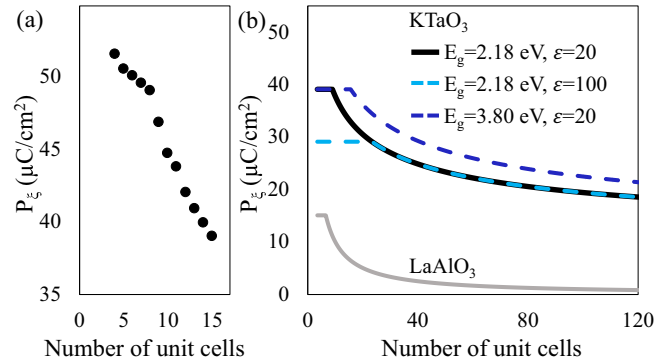 (a)
50
45
40
35
0
5
10
15
P_ξ (μC/cm²)
Number of unit cells
(b)
KTaO₃
E_g=2.18 eV, ε=20
E_g=2.18 eV, ε=100
E_g=3.80 eV, ε=20
LaAlO₃
50
40
30
20
10
0
0
40
80
120
P_ξ (μC/cm²)
Number of unit cells